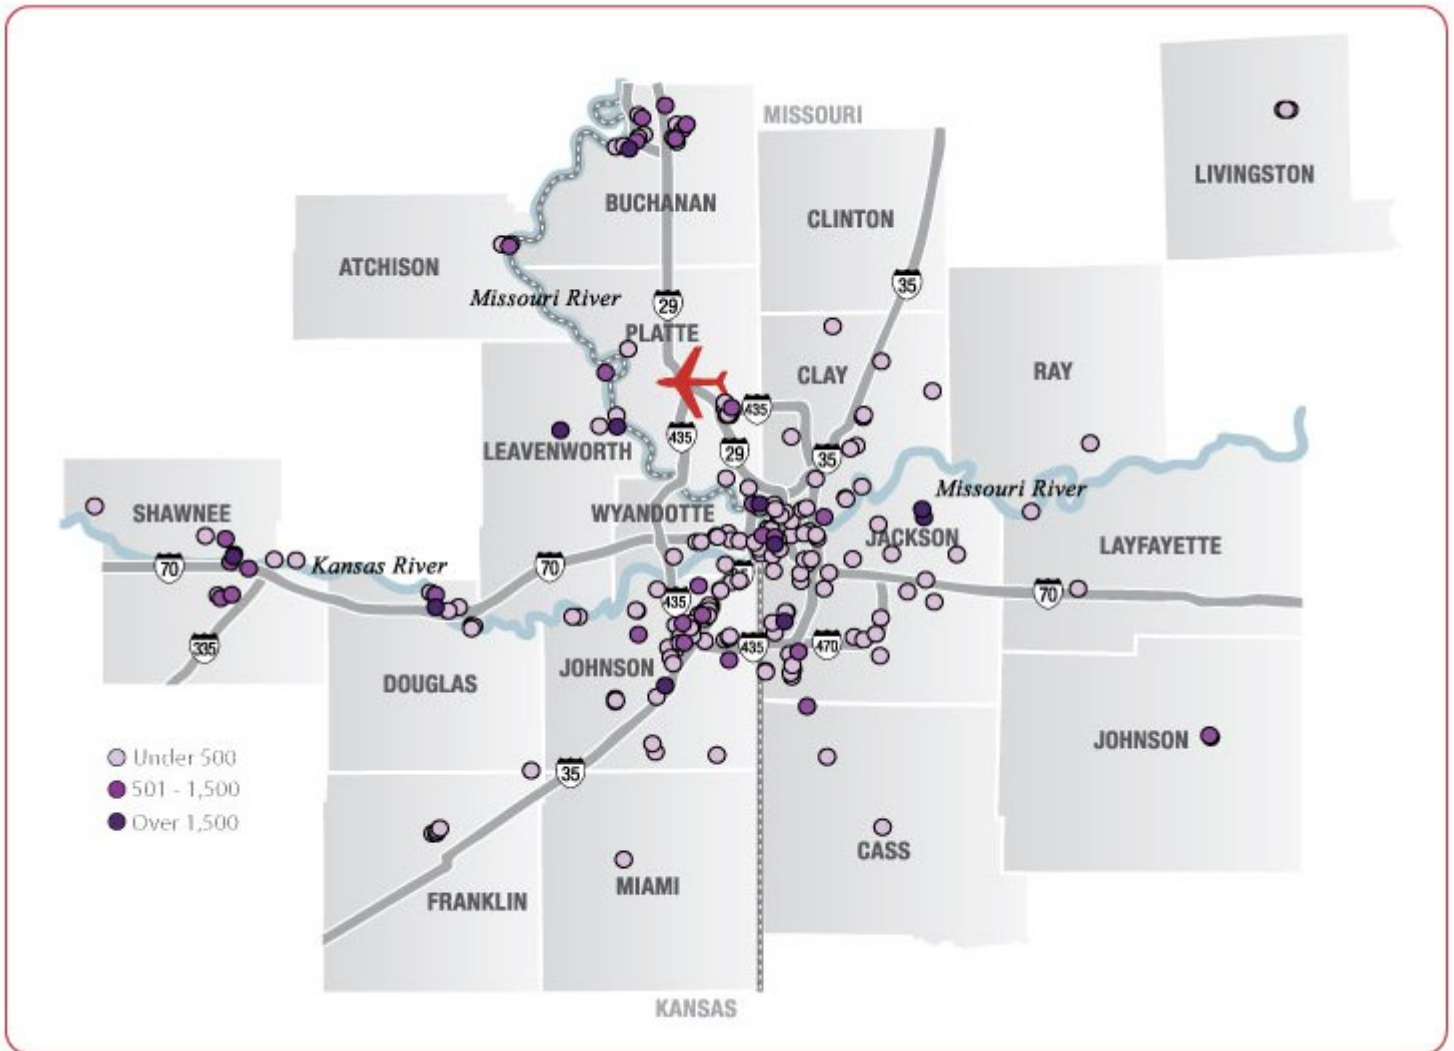 MISSOURI
LIVINGSTON
BUCHANAN
CLINTON
ATCHISON
35
Missouri River
29
PLATTE
CLAY
RAY
435
435
LEAVENWORTH
29
35
Missouri River
SHAWNEE
WYANDOTTE
JACKSON
LAYFAYETTE
Kansas River
70
70
70
435
335
435
470
JOHNSON
DOUGLAS
JOHNSON
Under 500
35
501 - 1,500
Over 1,500
CASS
MIAMI
FRANKLIN
KANSAS